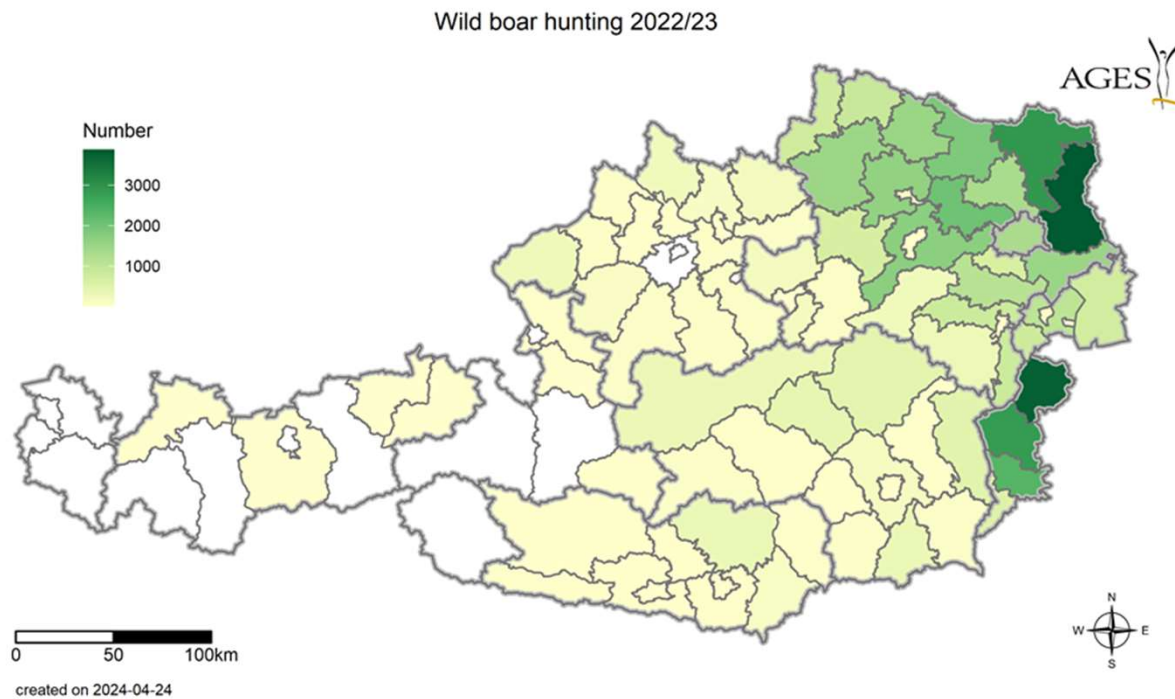 Wild boar hunting 2022/23
AGES
Number
3000
2000
1000
N
W E
S
0 50 100km
created on 2024-04-24